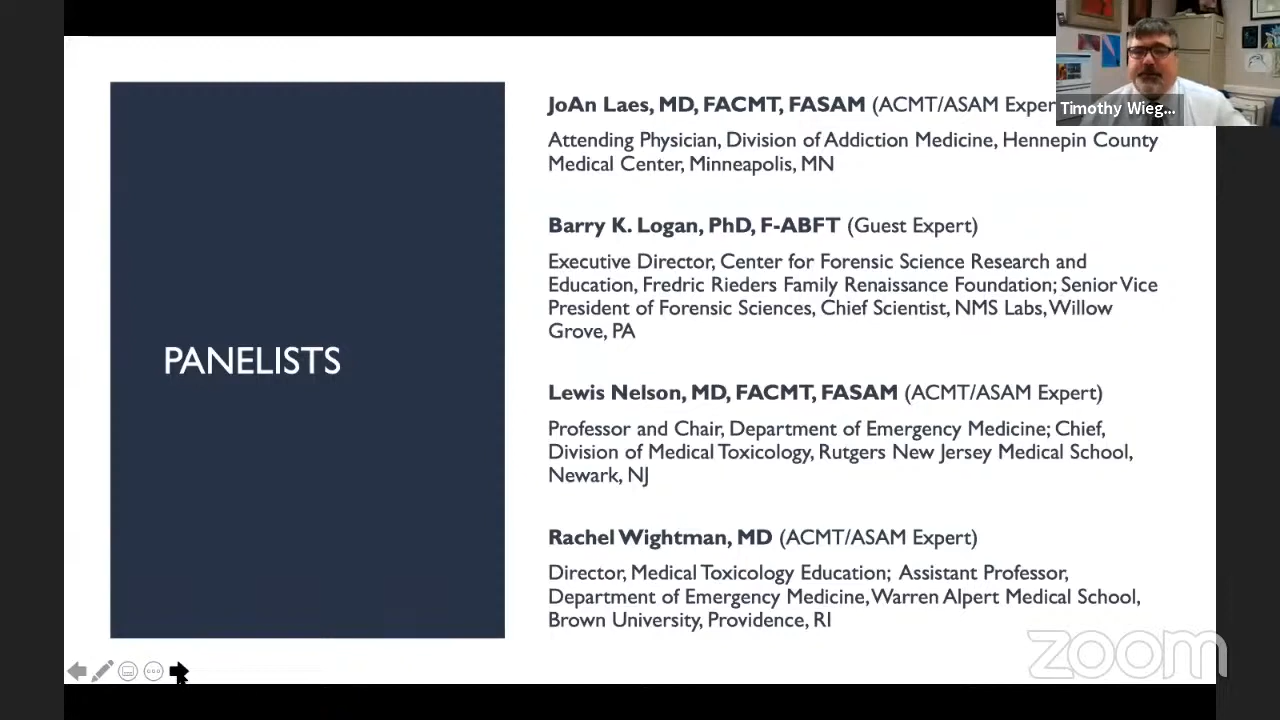 PANELISTS
JoAn Laes, MD, FACMT, FASAM (ACMT/ASAM Exper
Attending Physician, Division of Addiction Medicine, Hennepin County
Medical Center, Minneapolis, MN
Barry K. Logan, PhD, F-ABFT (Guest Expert)
Executive Director, Center for Forensic Science Research and
Education, Fredric Rieders Family Renaissance Foundation; Senior Vice
President of Forensic Sciences, Chief Scientist, NMS Labs, Willow
Grove, PA
Lewis Nelson, MD, FACMT, FASAM (ACMT/ASAM Expert)
Professor and Chair, Department of Emergency Medicine; Chief,
Division of Medical Toxicology, Rutgers New Jersey Medical School,
Newark, NJ
Rachel Wightman, MD (ACMT/ASAM Expert)
Director, Medical Toxicology Education; Assistant Professor,
Department of Emergency Medicine, Warren Alpert Medical School,
Brown University, Providence, RI
Timothy Wieg...
zoom